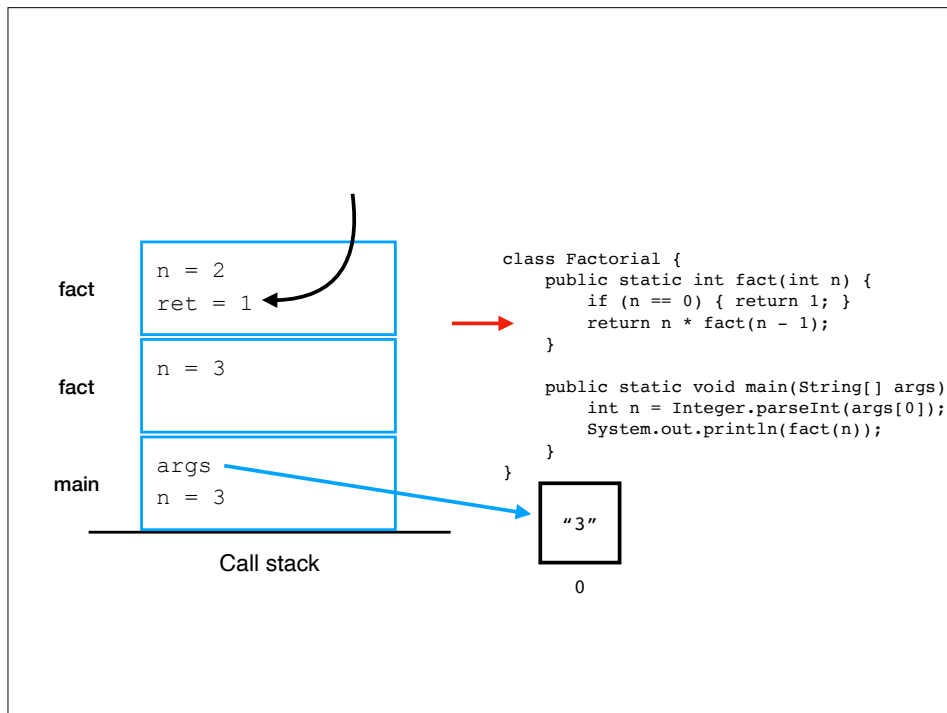 fact
n = 2
ret = 1
fact
n = 3
main
args
n = 3
Call stack
class Factorial {
    public static int fact(int n) {
        if (n == 0) { return 1; }
        return n * fact(n - 1);
    }

    public static void main(String[] args)
        int n = Integer.parseInt(args[0]);
        System.out.println(fact(n));
    }
}
“3”
0